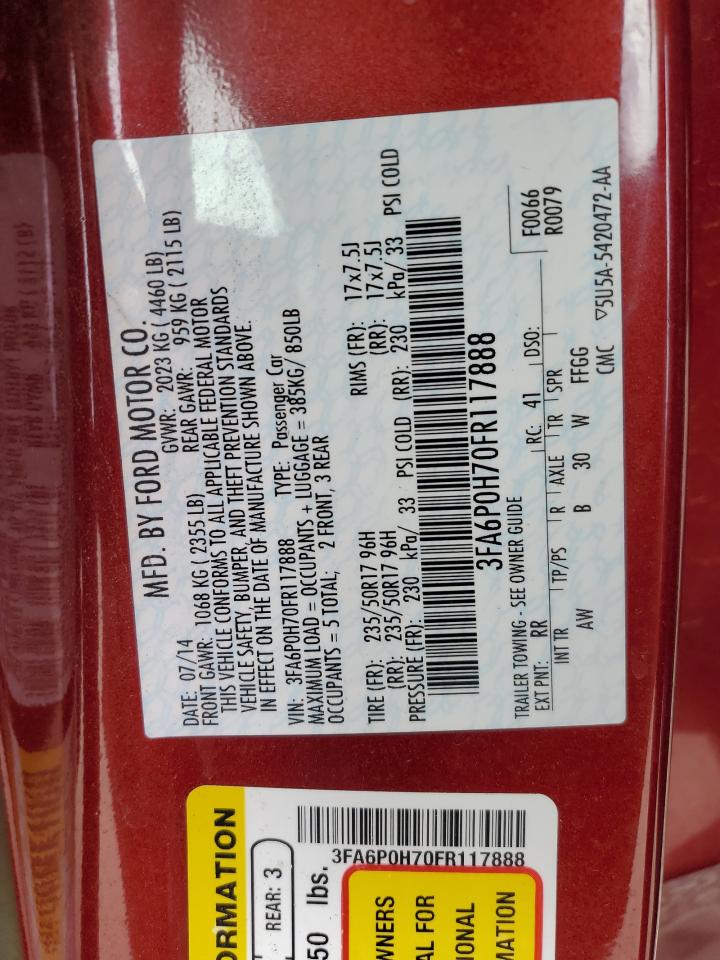 MFD. BY FORD MOTOR CO.
DATE: 07/14 GVWR: 2023 KG ( 4460 LB)
FRONT GAWR: 1068 KG ( 2355 LB) REAR GAWR: 959 KG ( 2115 LB)
THIS VEHICLE CONFORMS TO ALL APPLICABLE FEDERAL MOTOR
VEHICLE SAFETY, BUMPER, AND THEFT PREVENTION STANDARDS
IN EFFECT ON THE DATE OF MANUFACTURE SHOWN ABOVE.
VIN: 3FA6P0H70FR117888 TYPE: Passenger Car
MAXIMUM LOAD = OCCUPANTS + LUGGAGE = 385KG/ 850LB
OCCUPANTS = 5 TOTAL; 2 FRONT, 3 REAR
TIRE (FR): 235/50R17 96H RIMS (FR): 17x7.5J
(RR): 235/50R17 96H (RR): 17x7.5J
PRESSURE (FR): 230 kPa/ 33 PSI COLD (RR): 230 kPa/ 33 PSI COLD
3FA6P0H70FR117888
TRAILER TOWING - SEE OWNER GUIDE F0066
EXT PNT: RR RC: 41 DSO: R0079
INT TR TP/PS R AXLE TR SPR
AW B 30 W FFGG
CMC ▽5U5A-5420472-AA
ORMATION
REAR: 3
50 lbs.
3FA6P0H70FR117888
WNERS
AL FOR
IONAL
MATION